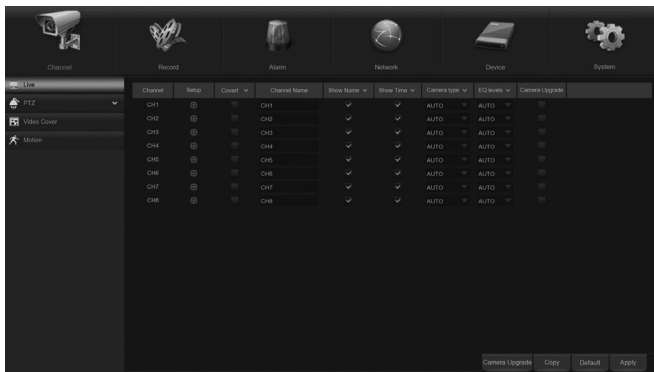 Channel Record Alarm Network Device System
Live
PTZ
Video Cover
Motion
Channel Setup Covert Channel Name Show Name Show Time Camera type EQ levels Camera Upgrade
CH1 CH1 AUTO AUTO
CH2 CH2 AUTO AUTO
CH3 CH3 AUTO AUTO
CH4 CH4 AUTO AUTO
CH5 CH5 AUTO AUTO
CH6 CH6 AUTO AUTO
CH7 CH7 AUTO AUTO
CH8 CH8 AUTO AUTO
Camera Upgrade Copy Default Apply